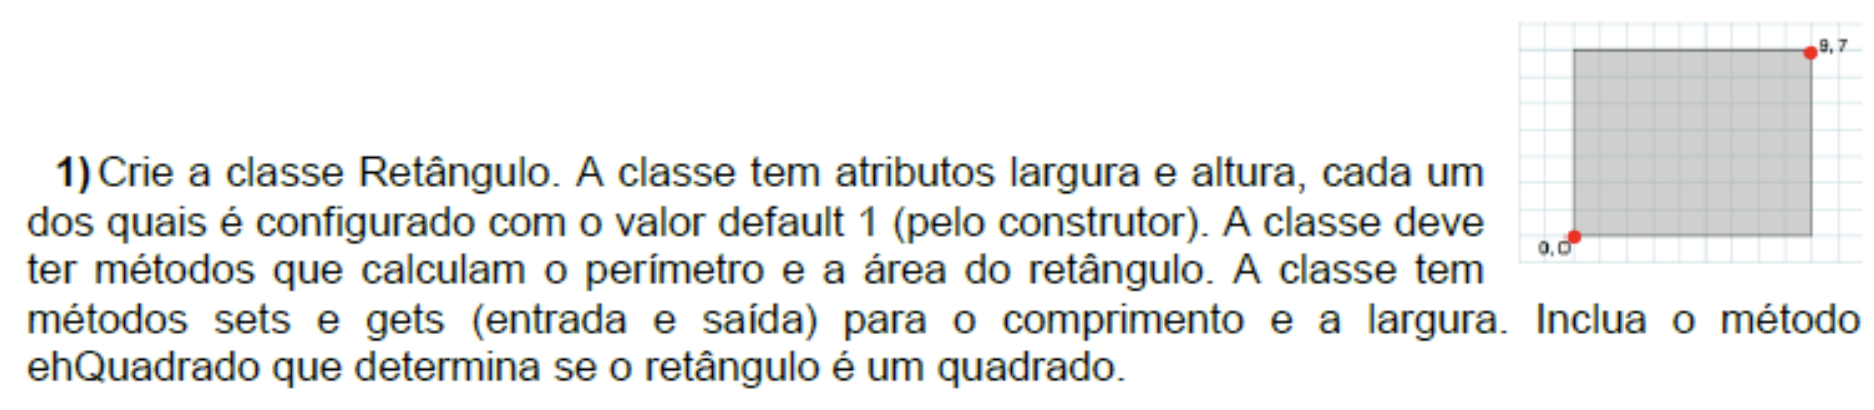 9, 7
1) Crie a classe Retângulo. A classe tem atributos largura e altura, cada um
dos quais é configurado com o valor default 1 (pelo construtor). A classe deve
0, 0
ter métodos que calculam o perímetro e a área do retângulo. A classe tem
métodos sets e gets (entrada e saída) para o comprimento e a largura. Inclua o método
ehQuadrado que determina se o retângulo é um quadrado.